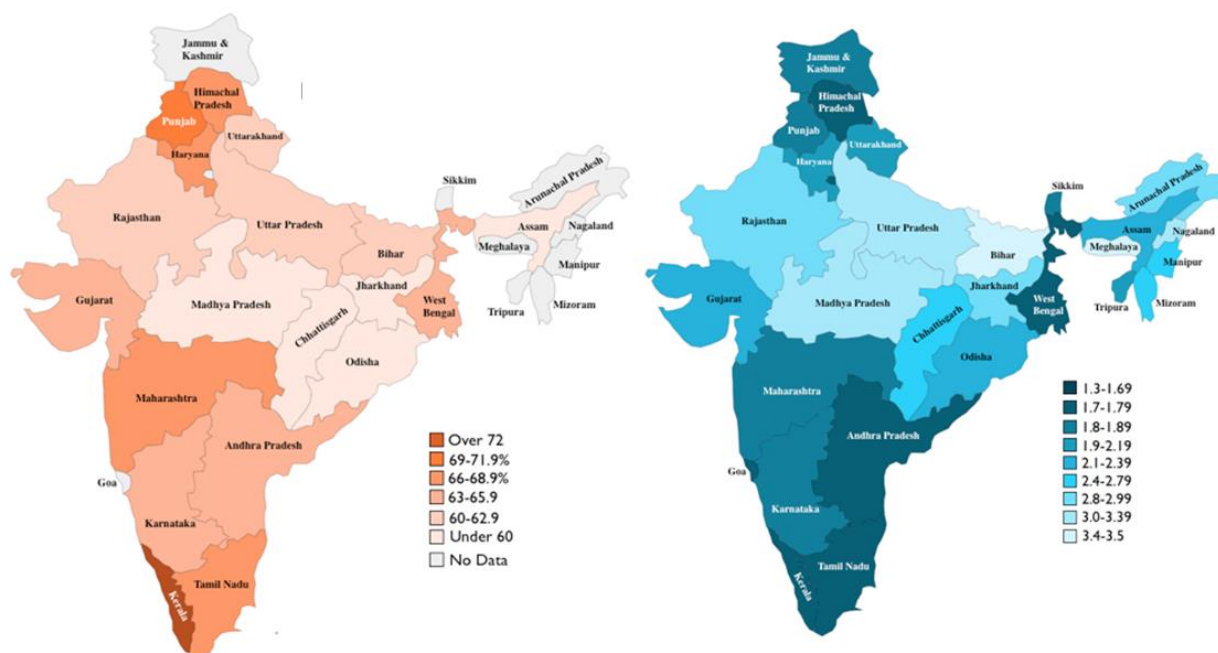 Jammu &
Kashmir
Himachal
Pradesh
Punjab
Uttarakhand
Haryana
Rajasthan
Uttar Pradesh
Bihar
Sikkim
Arunachal Pradesh
Assam
Nagaland
Meghalaya
Manipur
Tripura
Mizoram
Gujarat
Madhya Pradesh
Jharkhand
West
Bengal
Chhattisgarh
Odisha
Maharashtra
Andhra Pradesh
Goa
Karnataka
Tamil Nadu
Kerala
Over 72
69-71.9%
66-68.9%
63-65.9
60-62.9
Under 60
No Data
Jammu &
Kashmir
Himachal
Pradesh
Punjab
Uttarakhand
Haryana
Rajasthan
Uttar Pradesh
Bihar
Sikkim
Arunachal Pradesh
Assam
Nagaland
Meghalaya
Manipur
Tripura
Mizoram
Gujarat
Madhya Pradesh
Jharkhand
West
Bengal
Chhattisgarh
Odisha
Maharashtra
Andhra Pradesh
Goa
Karnataka
Tamil Nadu
Kerala
1.3-1.69
1.7-1.79
1.8-1.89
1.9-2.19
2.1-2.39
2.4-2.79
2.8-2.99
3.0-3.39
3.4-3.5